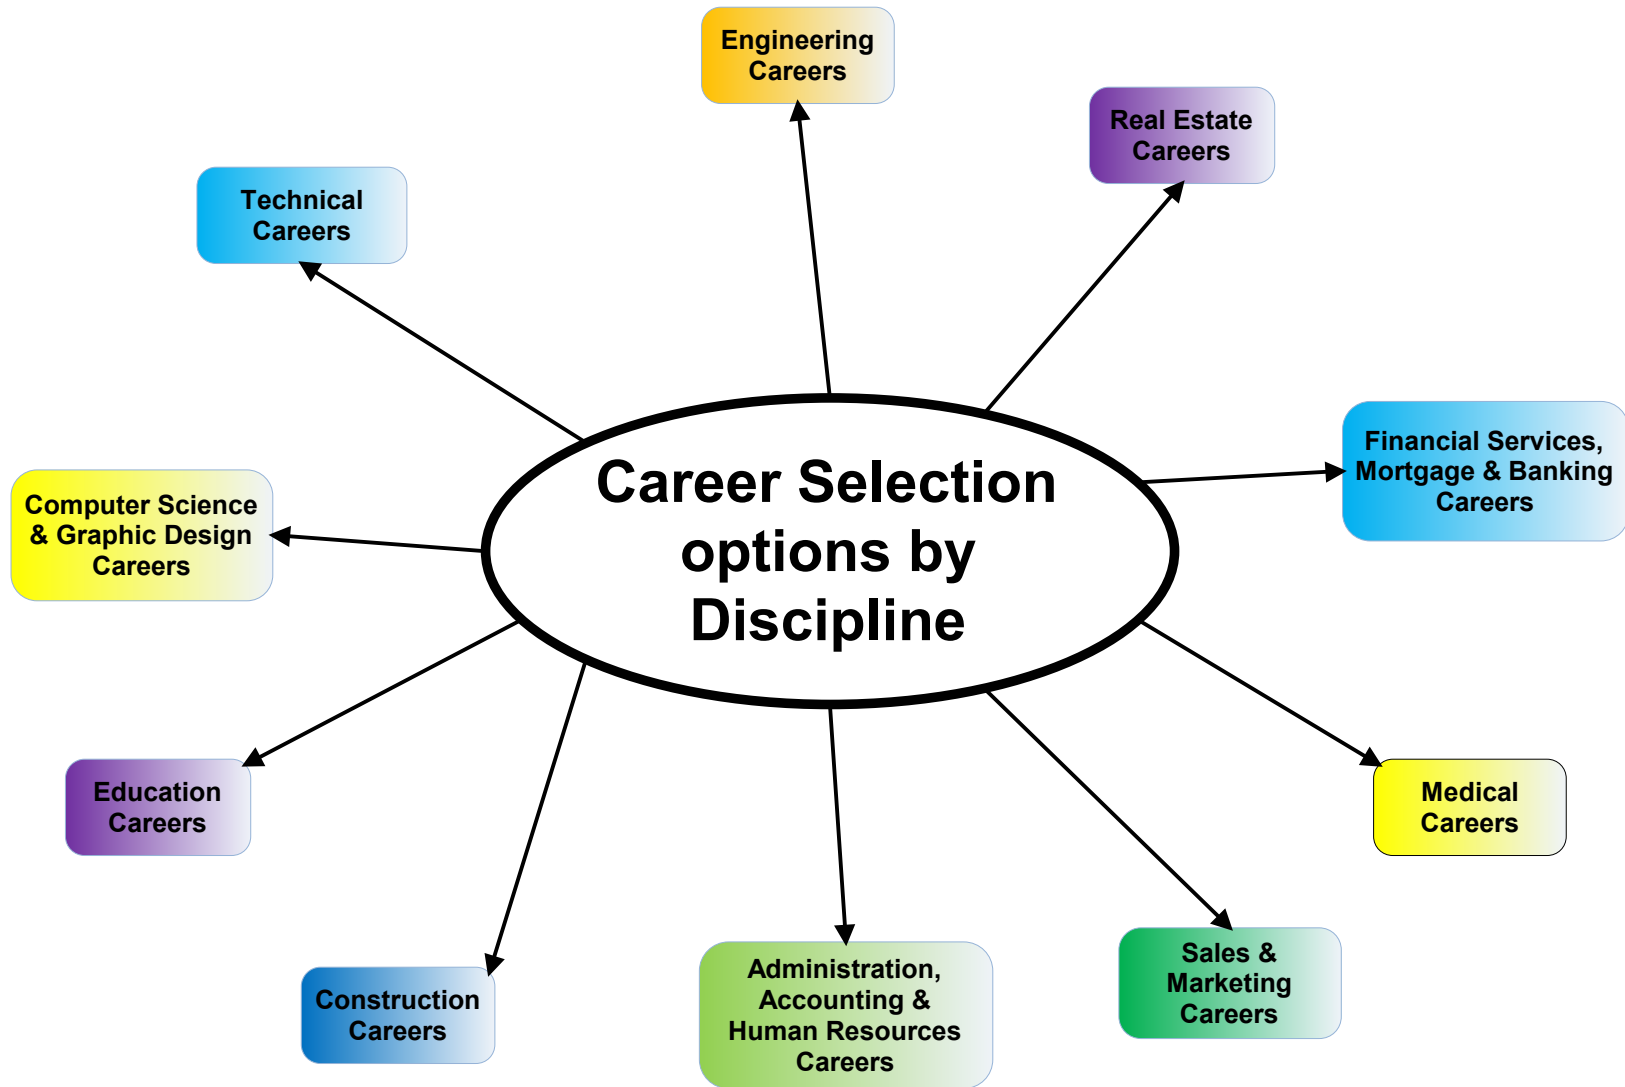 Engineering
Careers
Real Estate
Careers
Technical
Careers
Financial Services,
Mortgage & Banking
Careers
Career Selection
options by
Discipline
Computer Science
& Graphic Design
Careers
Education
Careers
Medical
Careers
Sales &
Marketing
Careers
Administration,
Accounting &
Human Resources
Careers
Construction
Careers